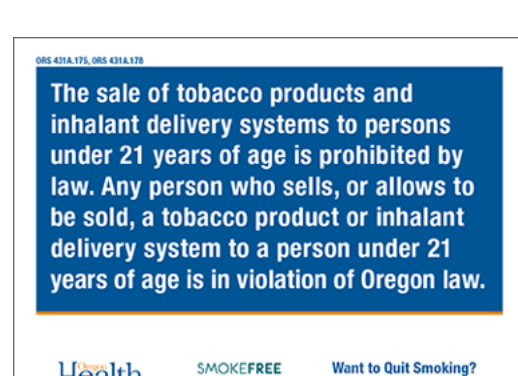 ORS 431A.175, ORS 431A.178
The sale of tobacco products and
inhalant delivery systems to persons
under 21 years of age is prohibited by
law. Any person who sells, or allows to
be sold, a tobacco product or inhalant
delivery system to a person under 21
years of age is in violation of Oregon law.
Oregon
Health
SMOKEFREE
Want to Quit Smoking?